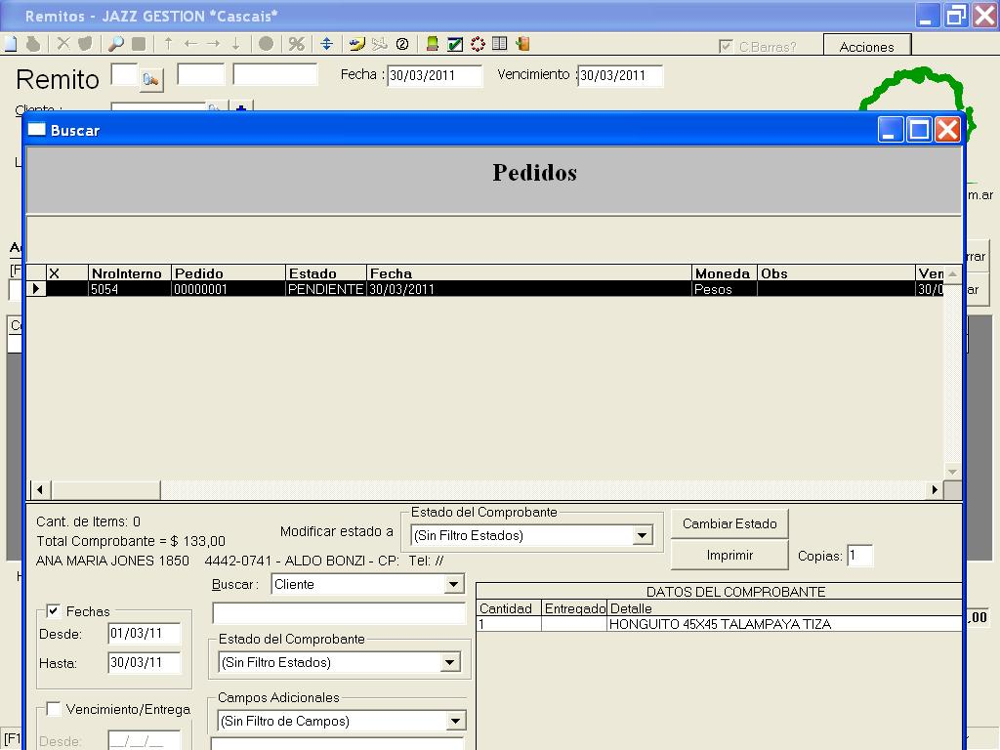 Remitos - JAZZ GESTION *Cascais*
C.Barras?
Acciones
Remito
Fecha : 30/03/2011
Vencimiento : 30/03/2011
Cliente :
Buscar
Pedidos
m.ar
rrar
ar
X NroInterno Pedido Estado Fecha Moneda Obs Ven
5054 00000001 PENDIENTE 30/03/2011 Pesos 30/0
Cant. de Items: 0
Total Comprobante = $ 133,00
ANA MARIA JONES 1850 4442-0741 - ALDO BONZI - CP: Tel: //
Modificar estado a
Estado del Comprobante
(Sin Filtro Estados)
Cambiar Estado
Imprimir
Copias: 1
Buscar : Cliente
Fechas
Desde: 01/03/11
Hasta: 30/03/11
Estado del Comprobante
(Sin Filtro Estados)
Vencimiento/Entrega
Desde: __/__/__
Campos Adicionales
(Sin Filtro de Campos)
DATOS DEL COMPROBANTE
Cantidad Entregado Detalle
1 HONGUITO 45X45 TALAMPAYA TIZA
,00
[F1